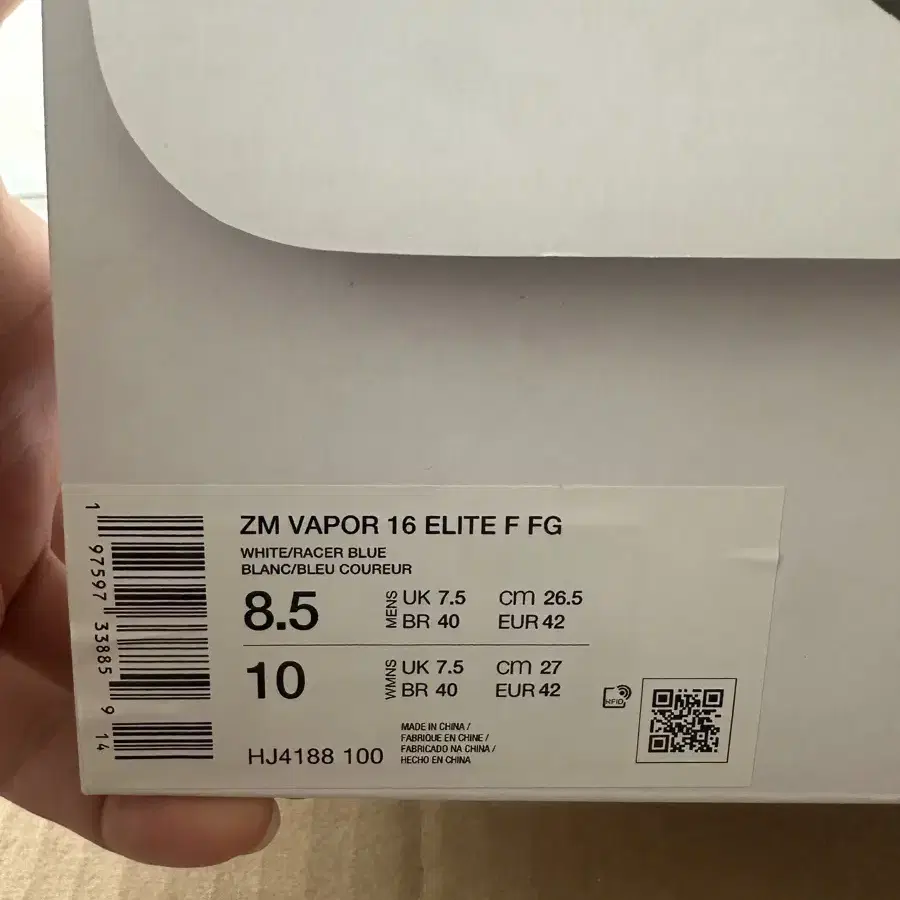 ZM VAPOR 16 ELITE F FG
WHITE/RACER BLUE
BLANC/BLEU COUREUR
8.5 MENS UK 7.5 CM 26.5
BR 40 EUR 42
10 WMNS UK 7.5 CM 27
BR 40 EUR 42
HJ4188 100
MADE IN CHINA /
FABRIQUE EN CHINE /
FABRICADO NA CHINA /
HECHO EN CHINA
RFID
1 97597 33885 9 14